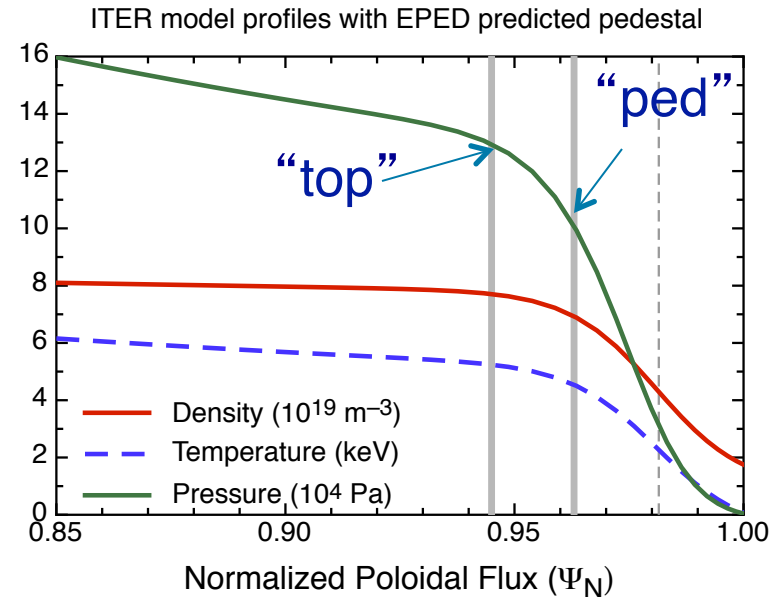 ITER model profiles with EPED predicted pedestal
16
14
12
10
8
6
4
2
0
“top”
“ped”
Density (10¹⁹ m⁻³)
Temperature (keV)
Pressure (10⁴ Pa)
0.85 0.90 0.95 1.00
Normalized Poloidal Flux (Ψ_N)